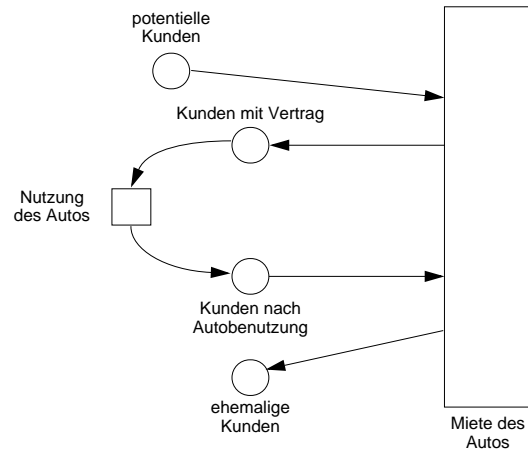 potentielle
Kunden
Kunden mit Vertrag
Nutzung
des Autos
Kunden nach
Autobenutzung
ehemalige
Kunden
Miete des
Autos